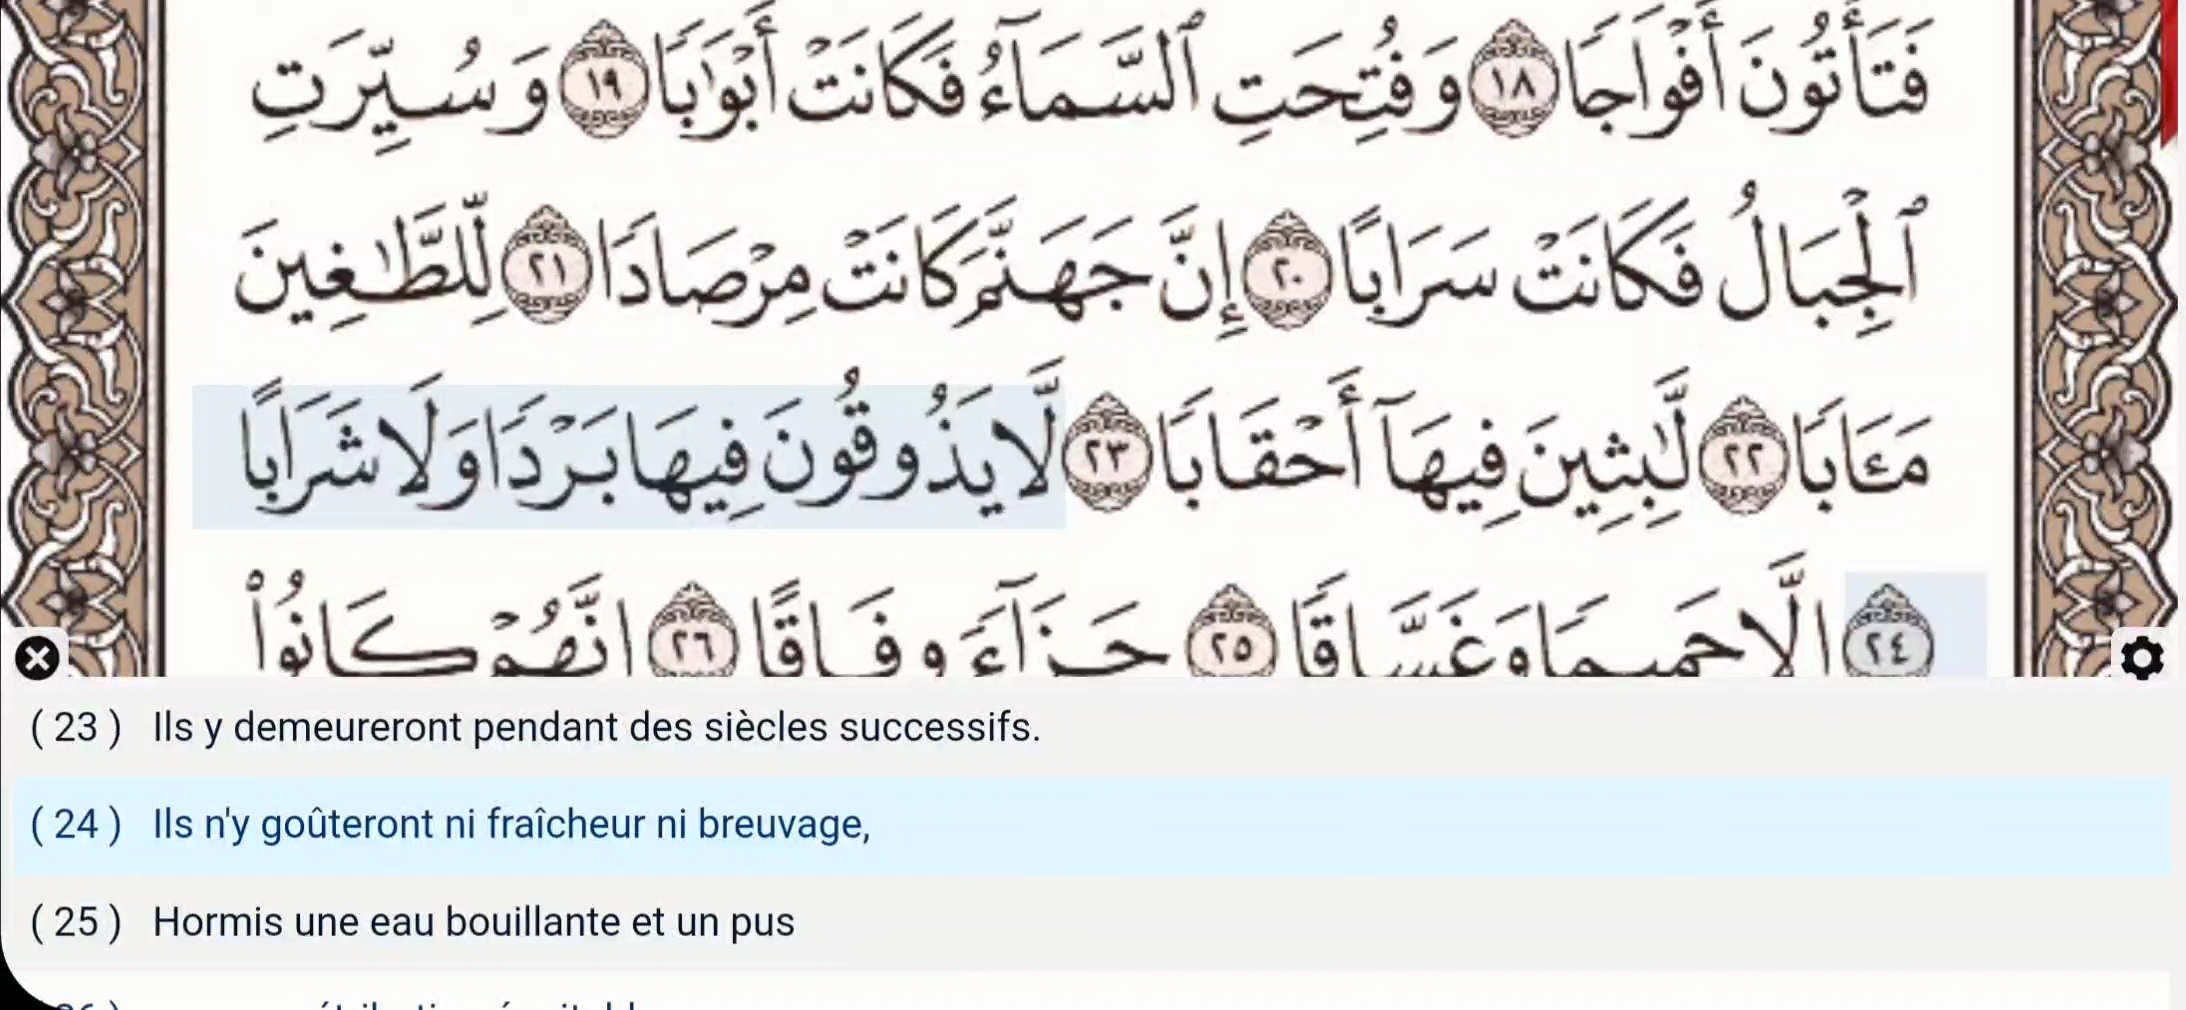 فَتَأْتُونَ أَفْوَاجًا ١٨ وَفُتِحَتِ ٱلسَّمَآءُ فَكَانَتْ أَبْوَٰبًا ١٩ وَسُيِّرَتِ
ٱلْجِبَالُ فَكَانَتْ سَرَابًا ٢٠ إِنَّ جَهَنَّمَ كَانَتْ مِرْصَادًا ٢١ لِّلطَّٰغِينَ
مَـَٔابًا ٢٢ لَّٰبِثِينَ فِيهَآ أَحْقَابًا ٢٣ لَّا يَذُوقُونَ فِيهَا بَرْدًا وَلَا شَرَابًا
٢٤ إِلَّا حَمِيمًا وَغَسَّاقًا ٢٥ جَزَآءً وِفَاقًا ٢٦ إِنَّهُمْ كَانُوا۟
( 23 ) Ils y demeureront pendant des siècles successifs.
( 24 ) Ils n'y goûteront ni fraîcheur ni breuvage,
( 25 ) Hormis une eau bouillante et un pus